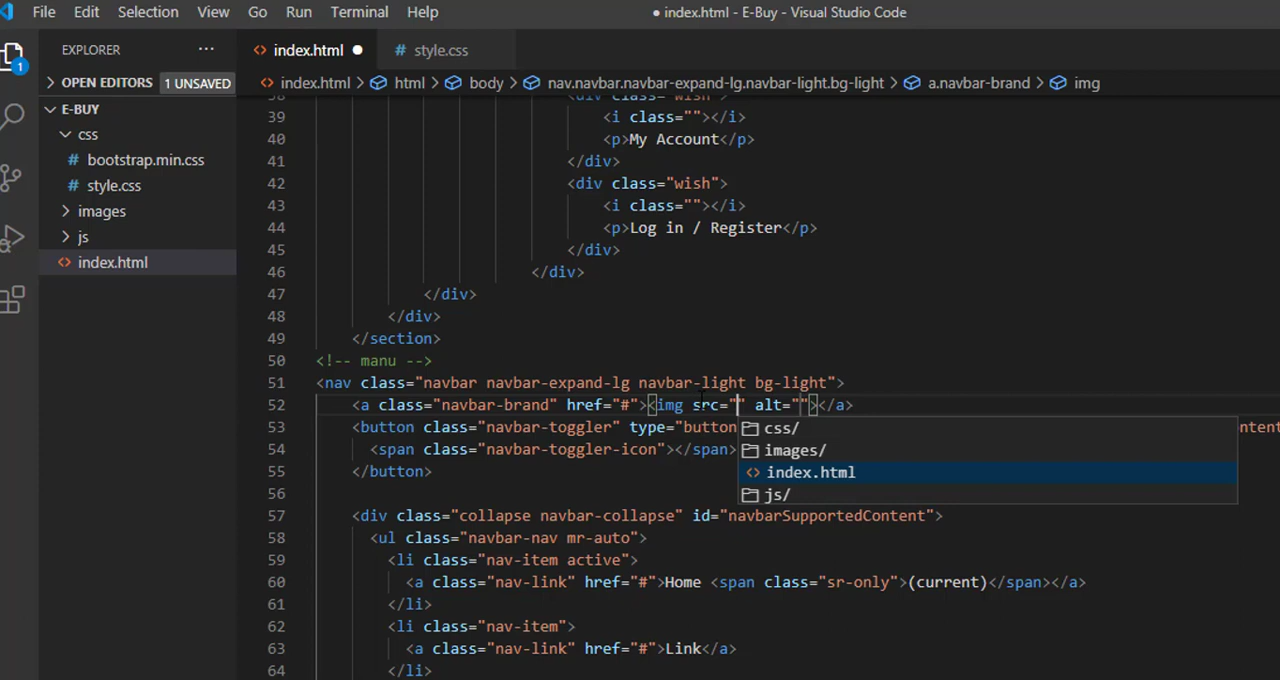 File Edit Selection View Go Run Terminal Help ● index.html - E-Buy - Visual Studio Code
EXPLORER ···
<> index.html ● # style.css
1
> OPEN EDITORS 1 UNSAVED
<> index.html > html > body > nav.navbar.navbar-expand-lg.navbar-light.bg-light > a.navbar-brand > img
E-BUY
css
# bootstrap.min.css
# style.css
> images
> js
<> index.html
38 <div class="wish">
39 <i class=""></i>
40 <p>My Account</p>
41 </div>
42 <div class="wish">
43 <i class=""></i>
44 <p>Log in / Register</p>
45 </div>
46 </div>
47 </div>
48 </div>
49 </section>
50 <!-- manu -->
51 <nav class="navbar navbar-expand-lg navbar-light bg-light">
52 <a class="navbar-brand" href="#"><img src="" alt=""></a>
53 <button class="navbar-toggler" type="button ontent
54 <span class="navbar-toggler-icon"></span>
55 </button>
56
57 <div class="collapse navbar-collapse" id="navbarSupportedContent">
58 <ul class="navbar-nav mr-auto">
59 <li class="nav-item active">
60 <a class="nav-link" href="#">Home <span class="sr-only">(current)</span></a>
61 </li>
62 <li class="nav-item">
63 <a class="nav-link" href="#">Link</a>
64 </li>
css/
images/
<> index.html
js/